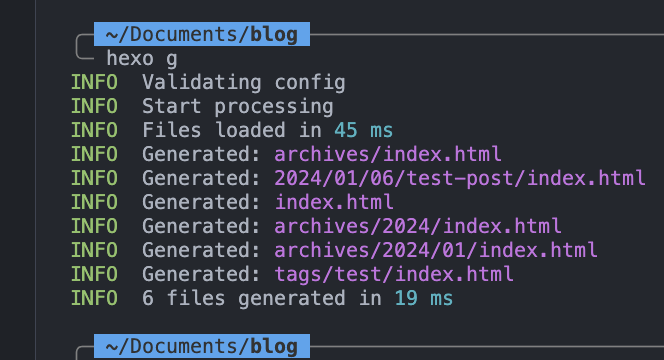 ~/Documents/blog
hexo g
INFO  Validating config
INFO  Start processing
INFO  Files loaded in 45 ms
INFO  Generated: archives/index.html
INFO  Generated: 2024/01/06/test-post/index.html
INFO  Generated: index.html
INFO  Generated: archives/2024/index.html
INFO  Generated: archives/2024/01/index.html
INFO  Generated: tags/test/index.html
INFO  6 files generated in 19 ms
~/Documents/blog